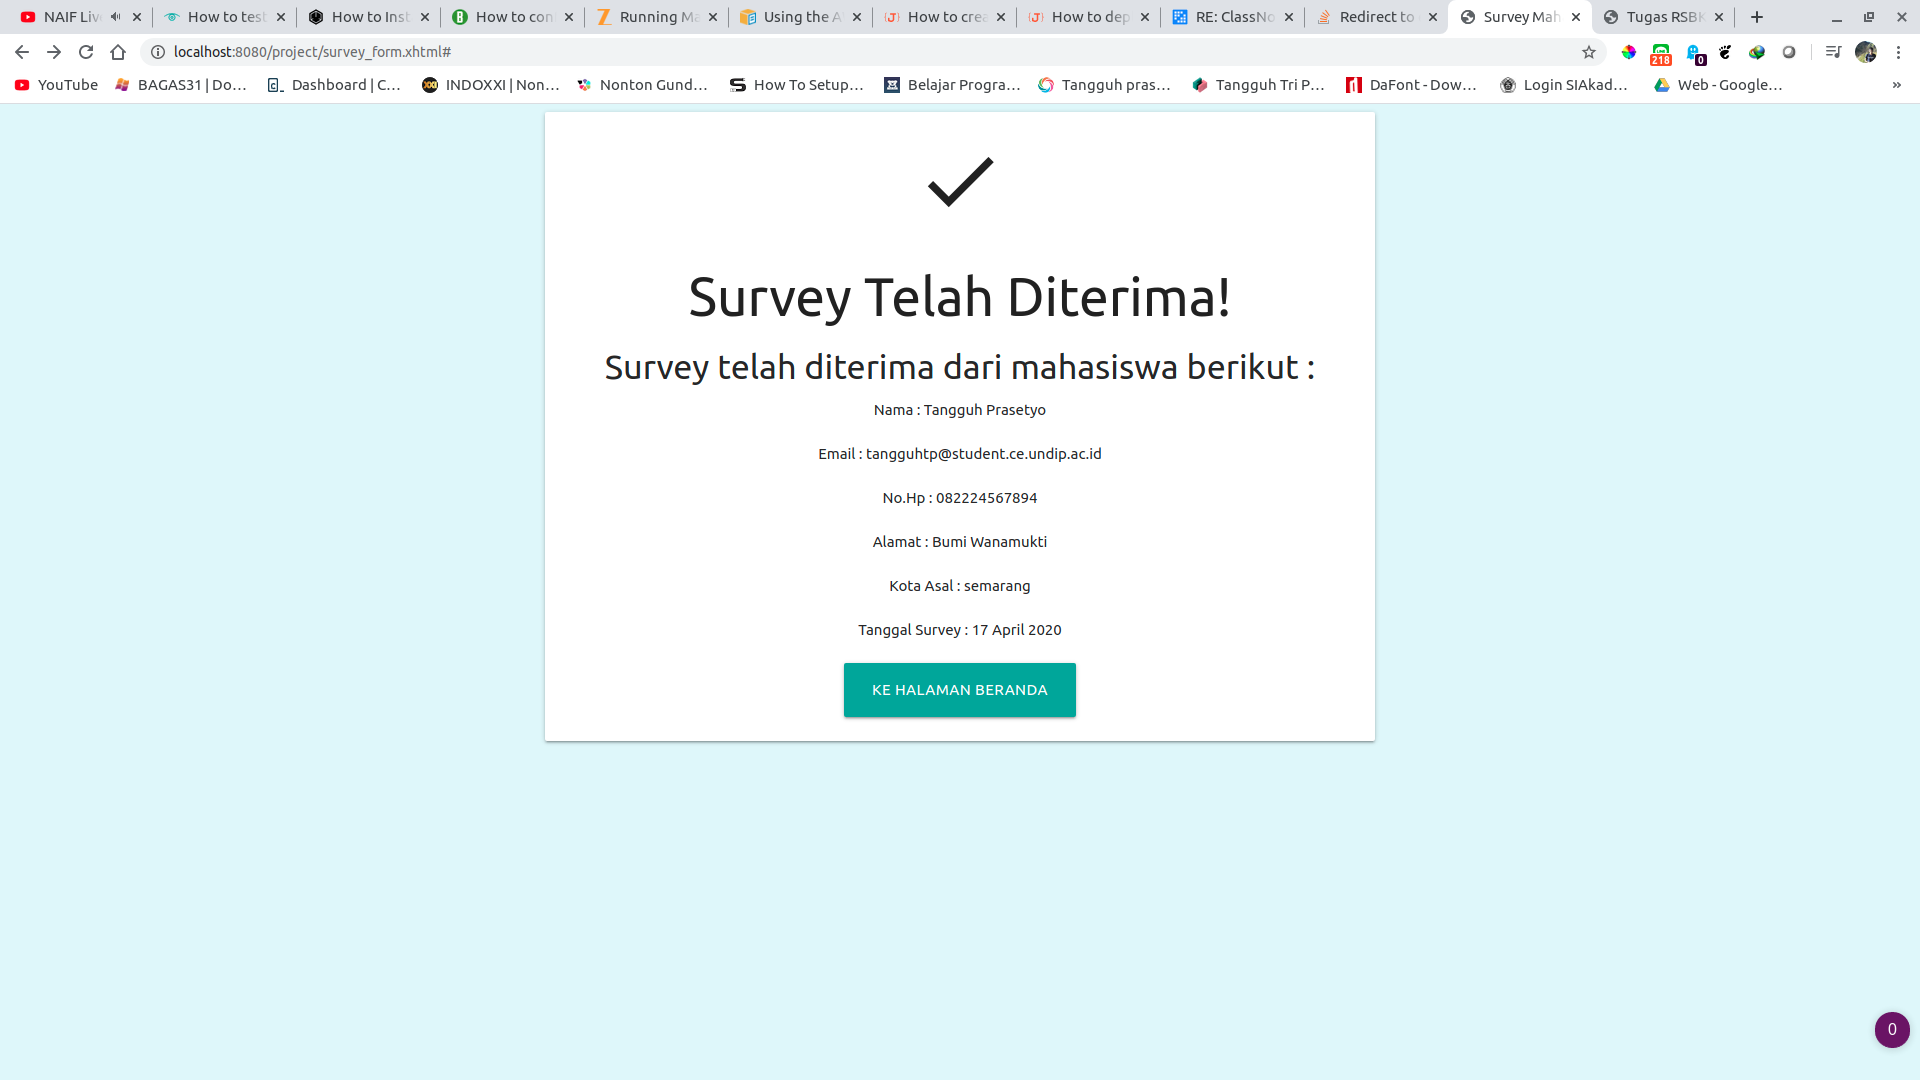 NAIF Liv
How to test
How to Inst
How to con
Running Ma
Using the A
How to crea
How to dep
RE: ClassNo
Redirect to
Survey Mah
Tugas RSBK
localhost:8080/project/survey_form.xhtml#
218
0
YouTube
BAGAS31 | Do...
Dashboard | C...
INDOXXI | Non...
Nonton Gund...
How To Setup...
Belajar Progra...
Tangguh pras...
Tangguh Tri P...
DaFont - Dow...
Login SIAkad...
Web - Google...
»
Survey Telah Diterima!
Survey telah diterima dari mahasiswa berikut :
Nama : Tangguh Prasetyo
Email : tangguhtp@student.ce.undip.ac.id
No.Hp : 082224567894
Alamat : Bumi Wanamukti
Kota Asal : semarang
Tanggal Survey : 17 April 2020
KE HALAMAN BERANDA
0